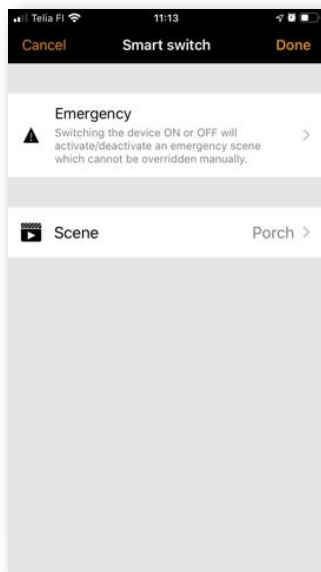 Telia FI 11:13
Cancel Smart switch Done
Emergency
Switching the device ON or OFF will
activate/deactivate an emergency scene
which cannot be overridden manually.
Scene Porch